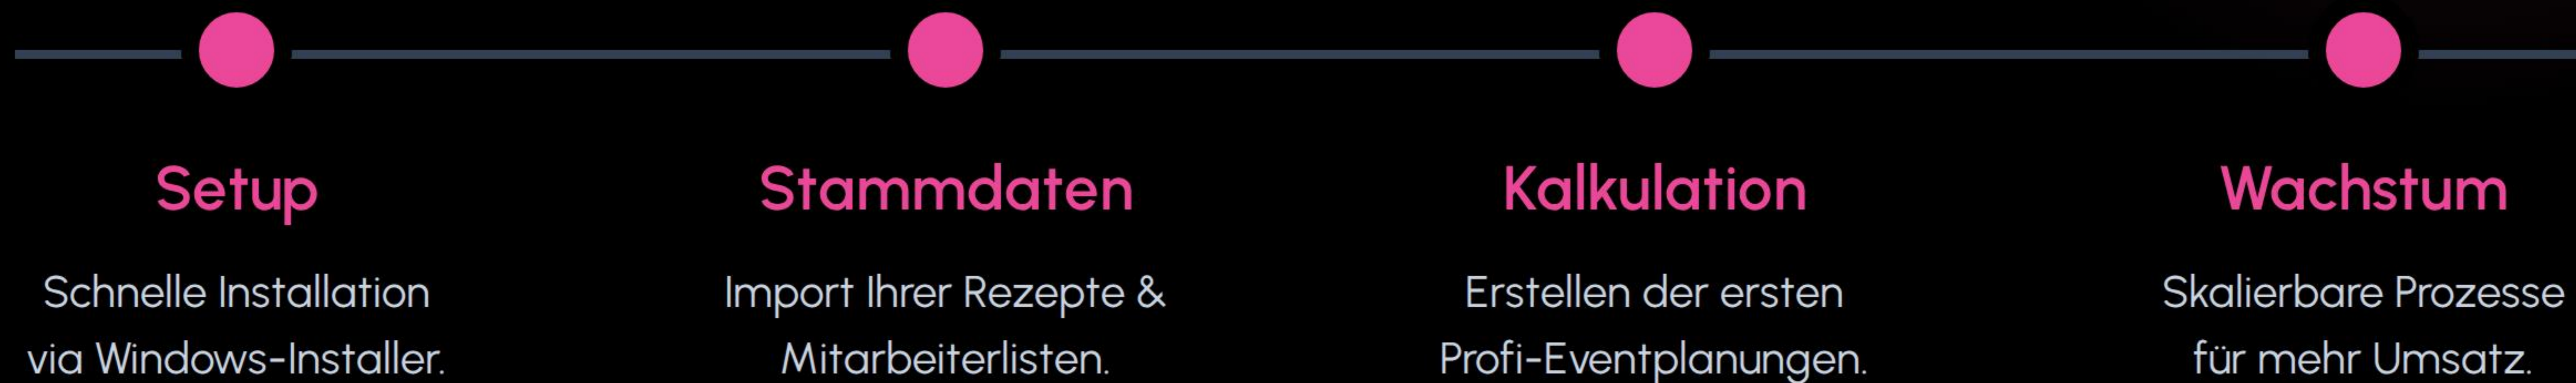 Setup
Schnelle Installation
via Windows-Installer.
Stammdaten
Import Ihrer Rezepte &
Mitarbeiterlisten.
Kalkulation
Erstellen der ersten
Profi-Eventplanungen.
Wachstum
Skalierbare Prozesse
für mehr Umsatz.